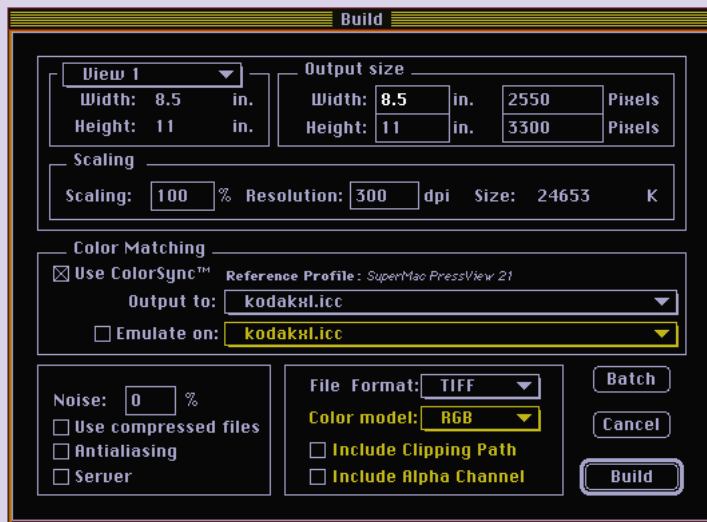 Build
View 1
Width: 8.5 in.
Height: 11 in.
Output size
Width: 8.5 in. 2550 Pixels
Height: 11 in. 3300 Pixels
Scaling
Scaling: 100 % Resolution: 300 dpi Size: 24653 K
Color Matching
Use ColorSync™ Reference Profile: SuperMac PressView 21
Output to: kodakxl.icc
Emulate on: kodakxl.icc
Noise: 0 %
Use compressed files
Antialiasing
Server
File Format: TIFF
Color model: RGB
Include Clipping Path
Include Alpha Channel
Batch
Cancel
Build